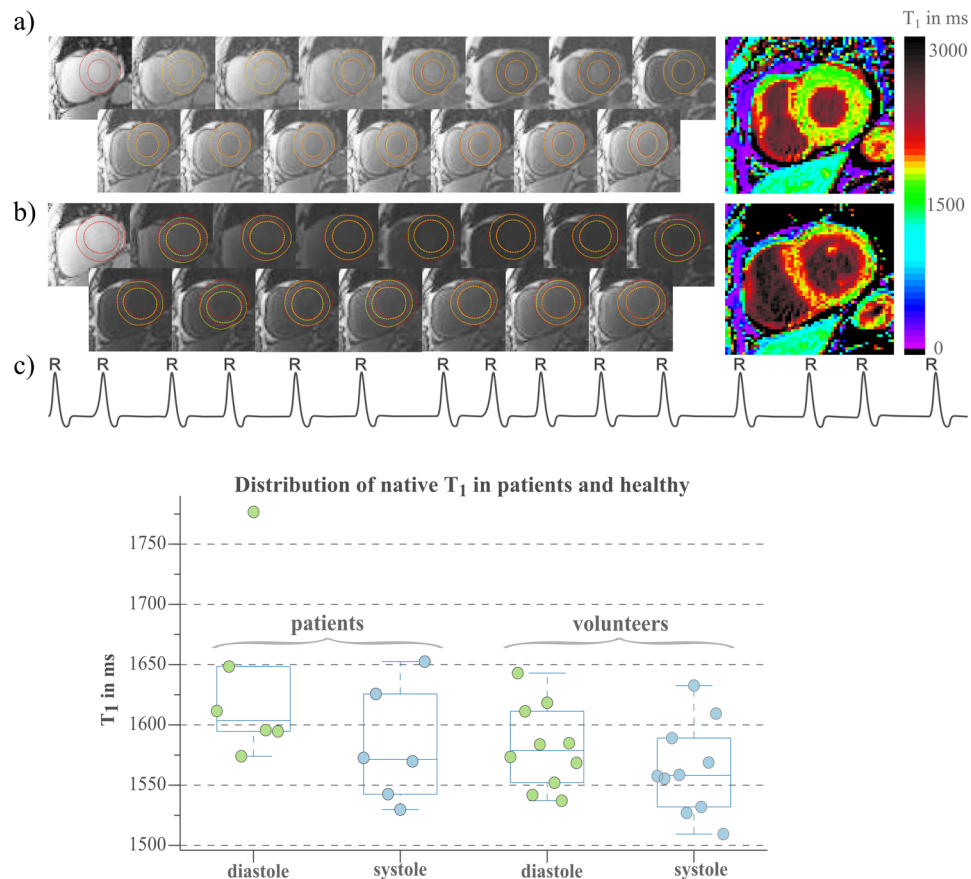 a)
T1 in ms
3000
1500
0
b)
c)
R R R R R R R R R R R R R R R
Distribution of native T1 in patients and healthy
T1 in ms
1750
1700
1650
1600
1550
1500
patients
volunteers
diastole
systole
diastole
systole